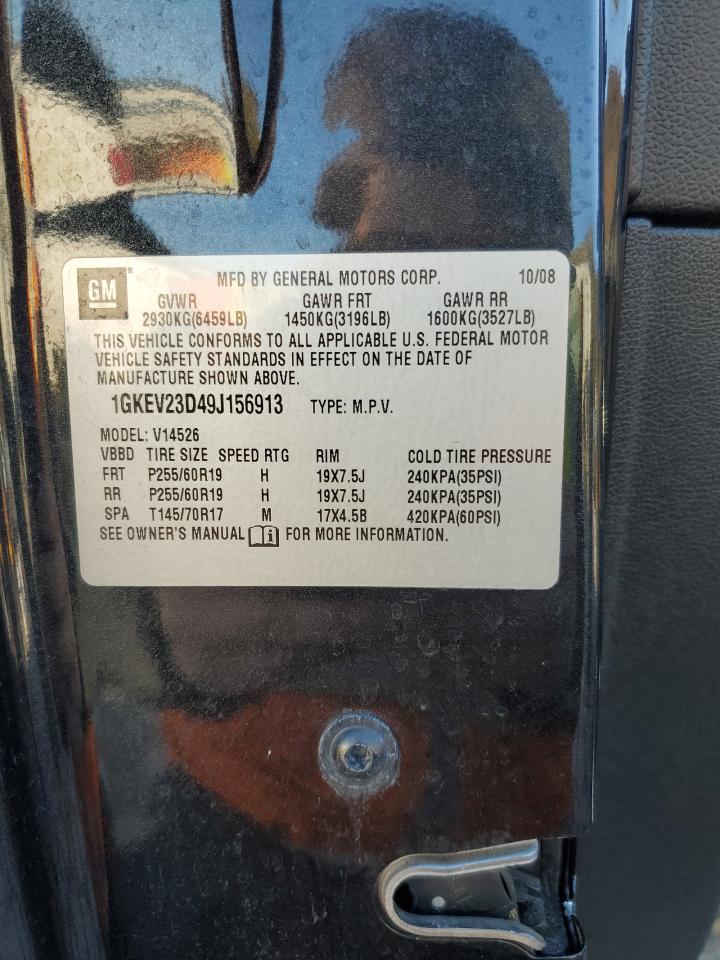 GM ® MFD BY GENERAL MOTORS CORP. 10/08
GVWR GAWR FRT GAWR RR
2930KG(6459LB) 1450KG(3196LB) 1600KG(3527LB)
THIS VEHICLE CONFORMS TO ALL APPLICABLE U.S. FEDERAL MOTOR
VEHICLE SAFETY STANDARDS IN EFFECT ON THE DATE OF
MANUFACTURE SHOWN ABOVE.
1GKEV23D49J156913 TYPE: M.P.V.
MODEL: V14526
VBBD TIRE SIZE SPEED RTG RIM COLD TIRE PRESSURE
FRT P255/60R19 H 19X7.5J 240KPA(35PSI)
RR P255/60R19 H 19X7.5J 240KPA(35PSI)
SPA T145/70R17 M 17X4.5B 420KPA(60PSI)
SEE OWNER'S MANUAL i FOR MORE INFORMATION.